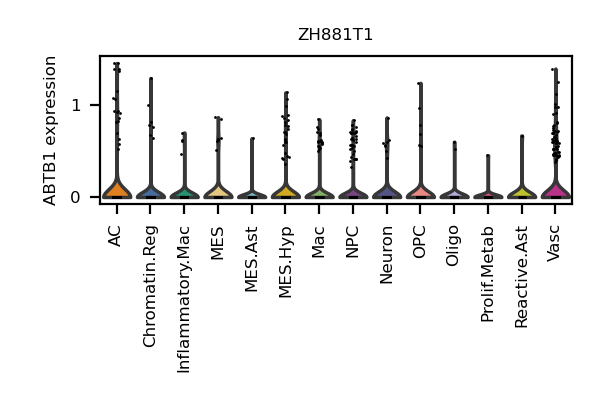 ZH881T1
ABTB1 expression
1
0
AC
Chromatin.Reg
Inflammatory.Mac
MES
MES.Ast
MES.Hyp
Mac
NPC
Neuron
OPC
Oligo
Prolif.Metab
Reactive.Ast
Vasc